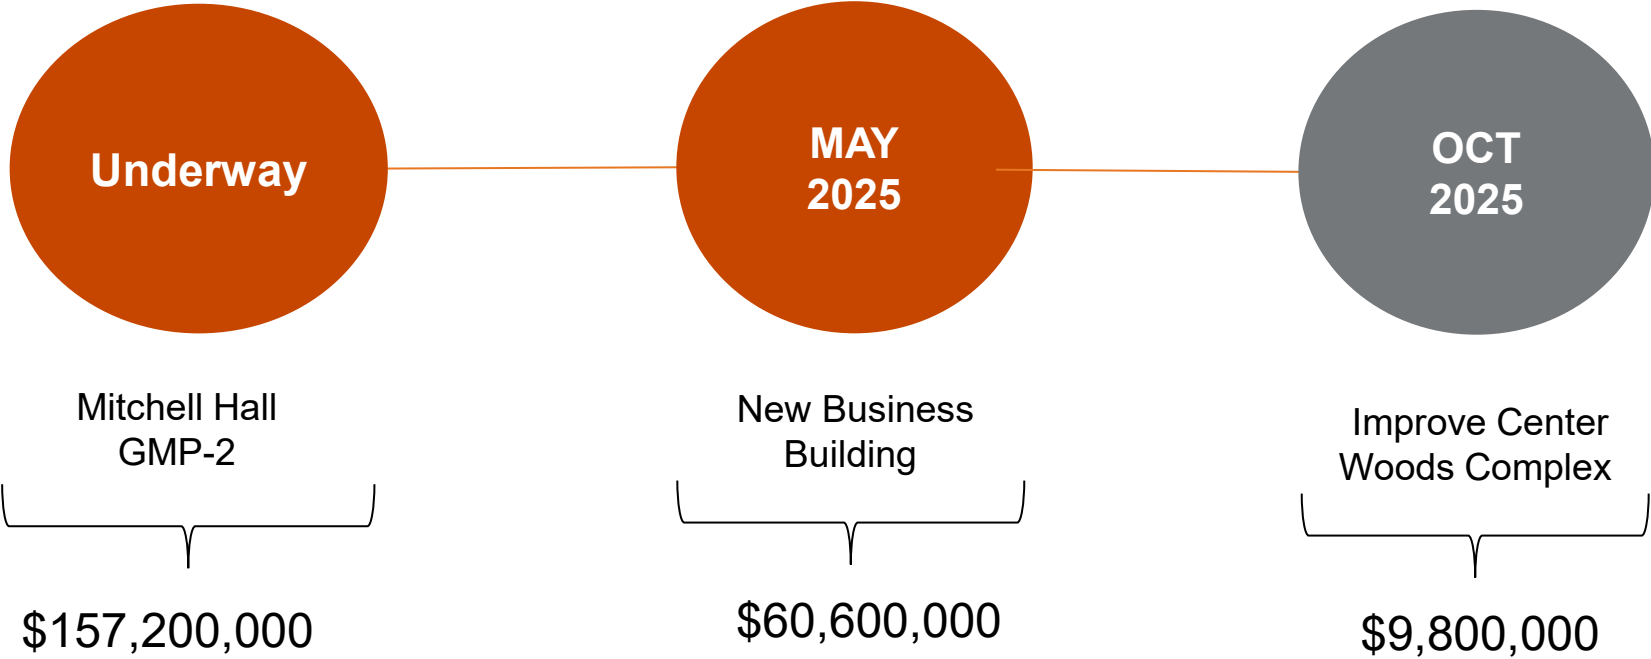 Underway
MAY
2025
OCT
2025
Mitchell Hall
GMP-2
New Business
Building
Improve Center
Woods Complex
$157,200,000
$60,600,000
$9,800,000